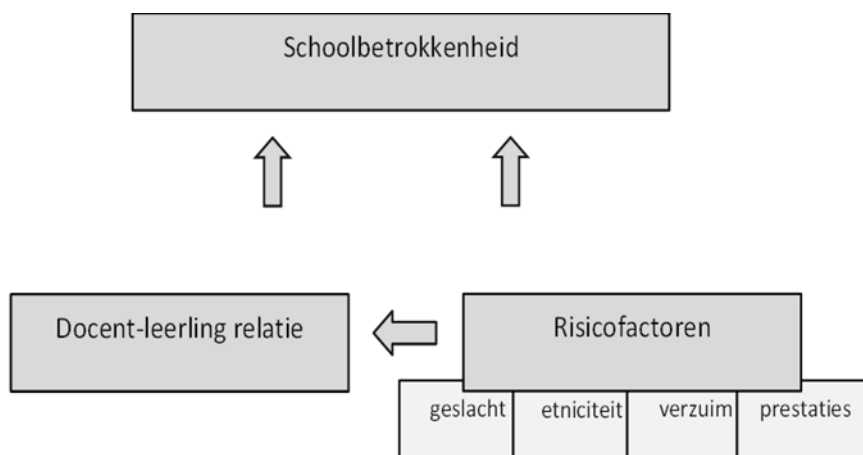 Schoolbetrokkenheid
Docent-leerling relatie
Risicofactoren
geslacht
etniciteit
verzuim
prestaties